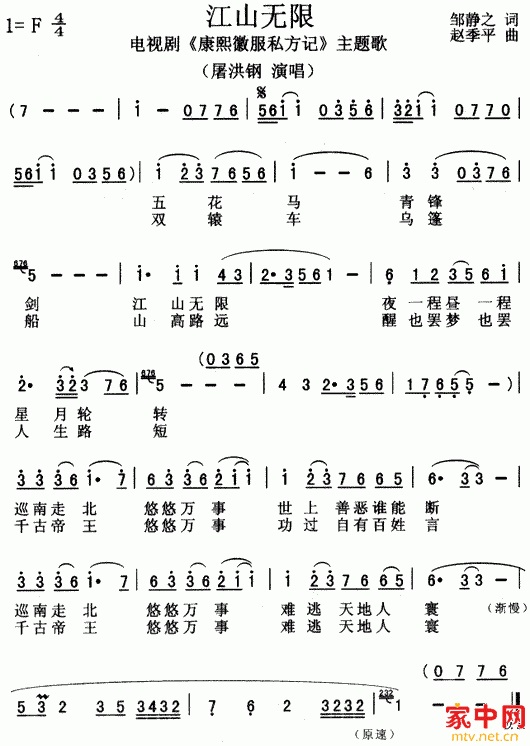 江山无限
1=F 4/4
电视剧《康熙微服私方记》主题歌
（屠洪钢 演唱）
邹静之 词
赵季平 曲
(7 - - - | i - 0 7 7 6 | 5 6 i i 0 3 5 6 | 3 2 i i 0 7 7 6 |
5 6 i i 0 3 5 6) | i 2 3 7 6 5 6 | i - - 6 | 3 3 0 3 7 6 |
五 花 马 青 锋
双 辕 车 乌 篷
676 5 - - - | i· i i 4 3 | 2· 3 5 6 1 - | 6 1 2 3 5 6 |
剑 江 山 无 限 夜 一 程 昼 一 程
船 山 高 路 远 醒 也 罢 梦 也 罢
(0 3 6 5
2· 3 2 3 7 6 | 676 5 - - - | 4 3 2· 3 5 6 | 1 7 6 5 5 -) |
星 月 轮 转
人 生 路 短
3 3 3 6 i· 7 | 6 3 3 6 2 i i | 3 i 6 7 6 5 | 6· 3 3 - |
巡南走北 悠悠万 事 世 上 善恶谁能 断
千古帝王 悠悠万 事 功 过 自有百姓 言
3 3 3 6 i· 7 | 6 3 3 6 2 i i | 3 i 6 7 6 5 | 6· 3 3 - |
巡南走北 悠悠万 事 难 逃 天地人 寰 （渐慢）
千古帝王 悠悠万 事 难 逃 天地人 寰
(0 7 7 6
5 3 2 3 5 3 4 3 2 | 7 6 2 3 2 3 2 | 232 1 - - - :||
（原速）
家中网
mtv.net.cn